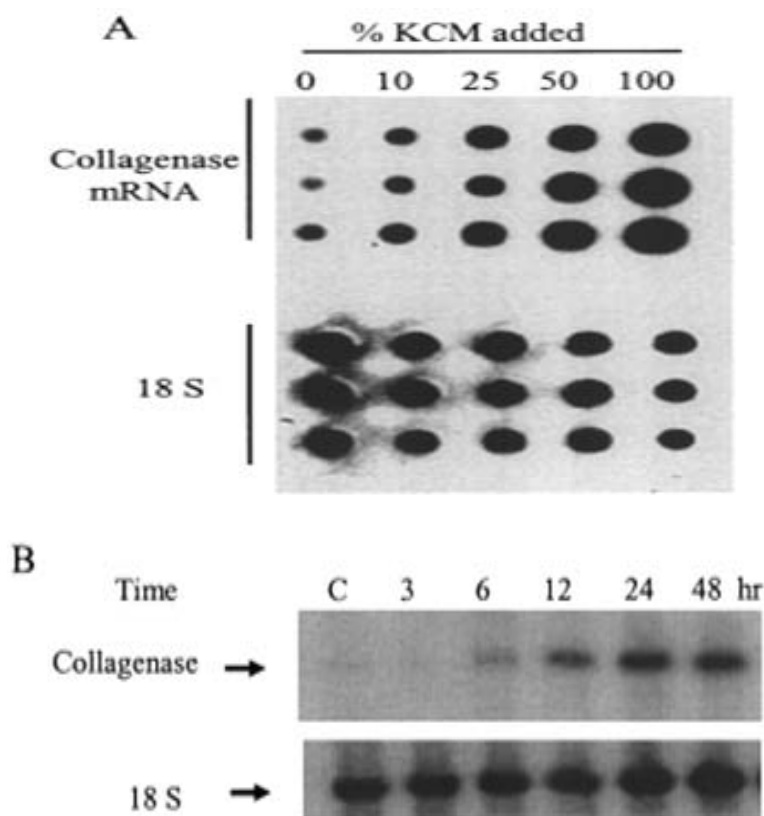 A
% KCM added
0 10 25 50 100
Collagenase
mRNA
18 S
B
Time C 3 6 12 24 48 hr
Collagenase
18 S